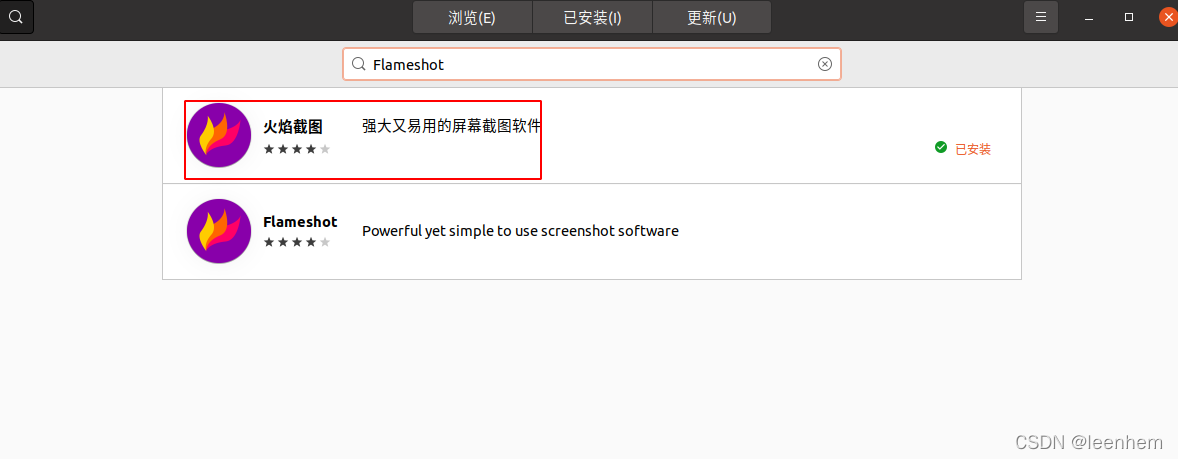 浏览(E) 已安装(I) 更新(U)
Flameshot
火焰截图 强大又易用的屏幕截图软件
已安装
Flameshot
Powerful yet simple to use screenshot software
CSDN @leenhem